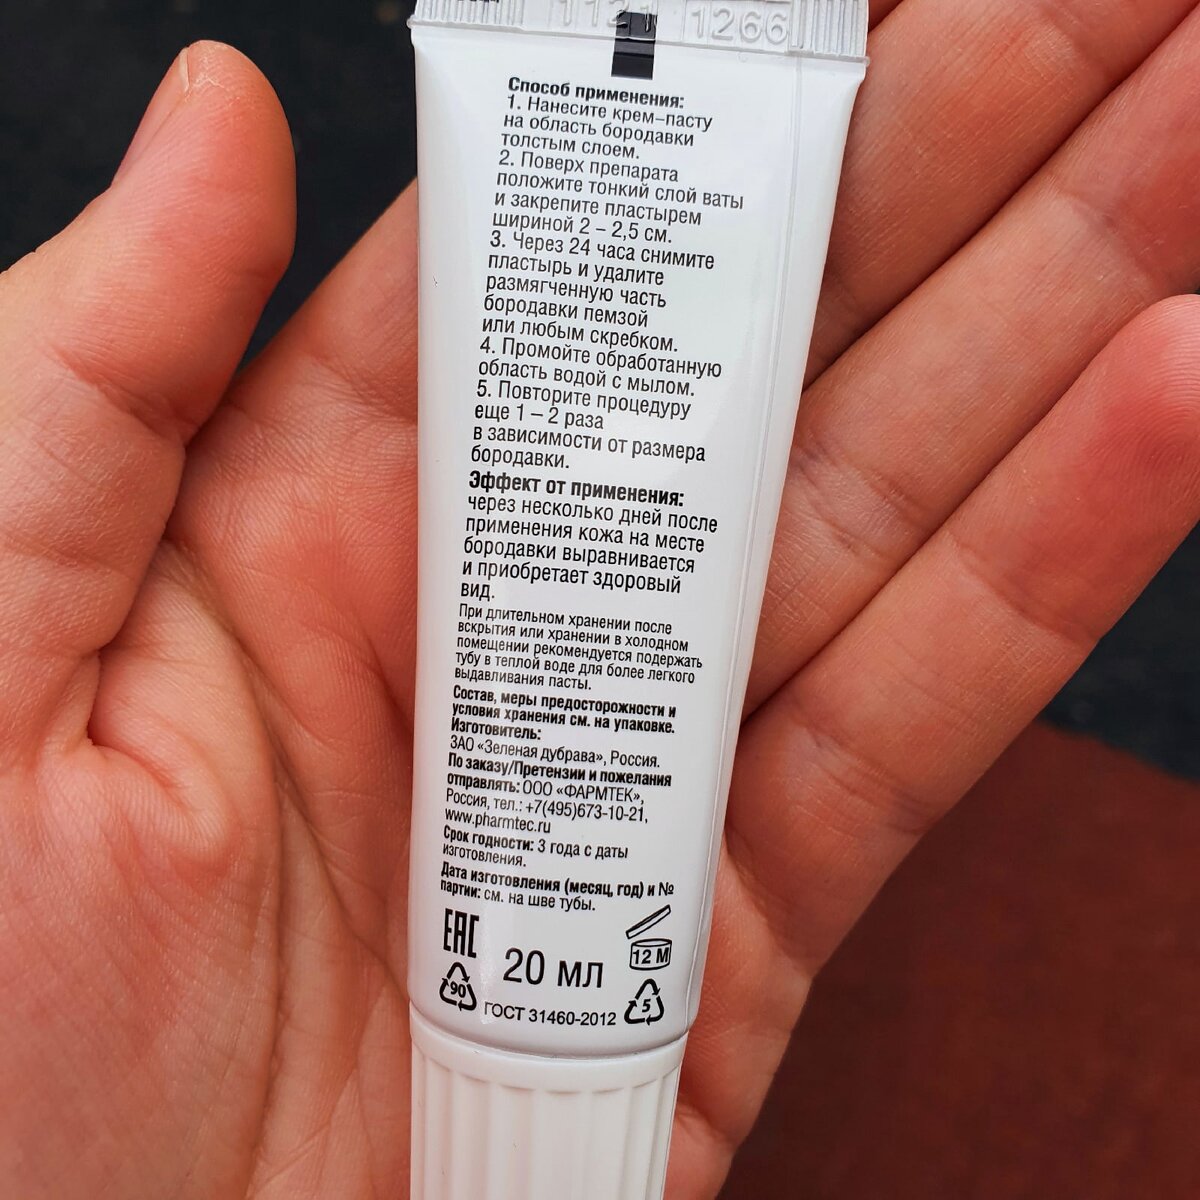 1121 1266
Способ применения:
1. Нанесите крем–пасту
на область бородавки
толстым слоем.
2. Поверх препарата
положите тонкий слой ваты
и закрепите пластырем
шириной 2 – 2,5 см.
3. Через 24 часа снимите
пластырь и удалите
размягченную часть
бородавки пемзой
или любым скребком.
4. Промойте обработанную
область водой с мылом.
5. Повторите процедуру
еще 1 – 2 раза
в зависимости от размера
бородавки.
Эффект от применения:
через несколько дней после
применения кожа на месте
бородавки выравнивается
и приобретает здоровый
вид.
При длительном хранении после
вскрытия или хранении в холодном
помещении рекомендуется подержать
тубу в теплой воде для более легкого
выдавливания пасты.
Состав, меры предосторожности и
условия хранения см. на упаковке.
Изготовитель:
ЗАО «Зеленая дубрава», Россия.
По заказу/Претензии и пожелания
отправлять: ООО «ФАРМТЕК»,
Россия, тел.: +7(495)673-10-21,
www.pharmtec.ru
Срок годности: 3 года с даты
изготовления.
Дата изготовления (месяц, год) и №
партии: см. на шве тубы.
ЕАС
20 мл
12 М
90
ГОСТ 31460-2012
5